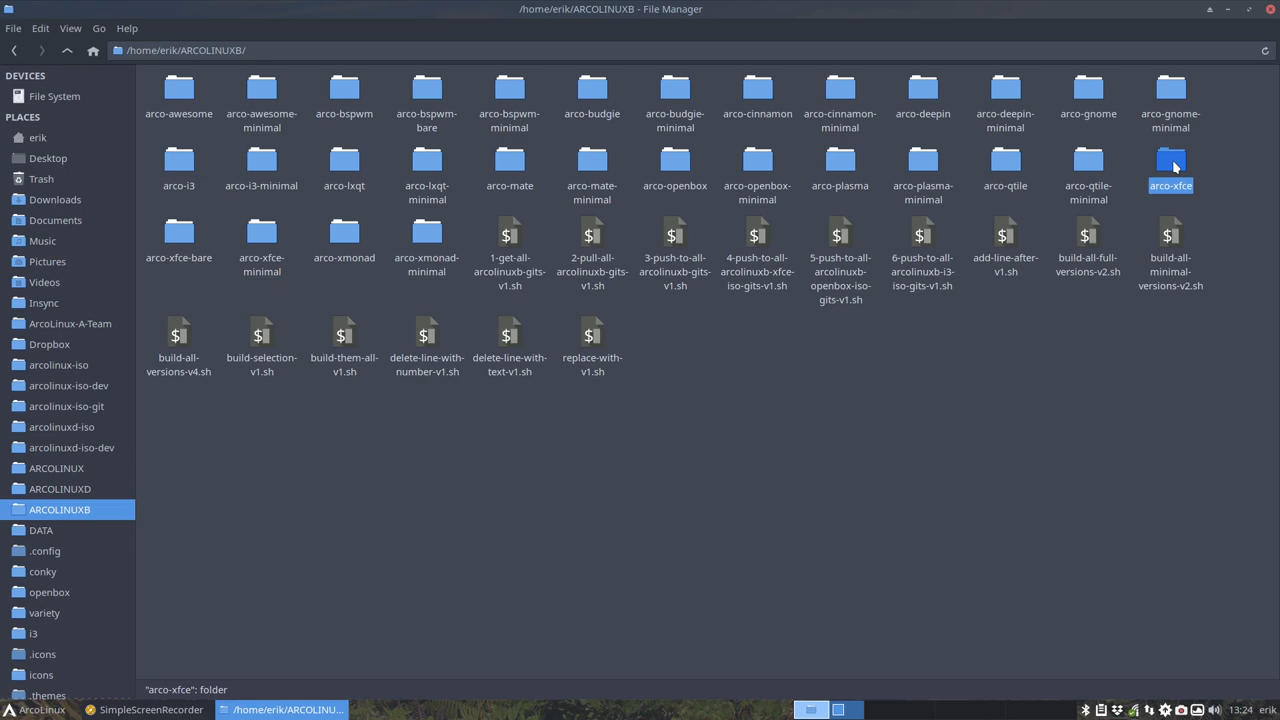 /home/erik/ARCOLINUXB - File Manager
File Edit View Go Help
/home/erik/ARCOLINUXB/
DEVICES
File System
PLACES
erik
Desktop
Trash
Downloads
Documents
Music
Pictures
Videos
Insync
ArcoLinux-A-Team
Dropbox
arcolinux-iso
arcolinux-iso-dev
arcolinux-iso-git
arcolinuxd-iso
arcolinuxd-iso-dev
ARCOLINUX
ARCOLINUXD
ARCOLINUXB
DATA
.config
conky
openbox
variety
i3
.icons
icons
.themes
arco-awesome
arco-awesome-
minimal
arco-bspwm
arco-bspwm-
bare
arco-bspwm-
minimal
arco-budgie
arco-budgie-
minimal
arco-cinnamon
arco-cinnamon-
minimal
arco-deepin
arco-deepin-
minimal
arco-gnome
arco-gnome-
minimal
arco-i3
arco-i3-minimal
arco-lxqt
arco-lxqt-
minimal
arco-mate
arco-mate-
minimal
arco-openbox
arco-openbox-
minimal
arco-plasma
arco-plasma-
minimal
arco-qtile
arco-qtile-
minimal
arco-xfce
arco-xfce-bare
arco-xfce-
minimal
arco-xmonad
arco-xmonad-
minimal
1-get-all-
arcolinuxb-gits-
v1.sh
2-pull-all-
arcolinuxb-gits-
v1.sh
3-push-to-all-
arcolinuxb-gits-
v1.sh
4-push-to-all-
arcolinuxb-xfce-
iso-gits-v1.sh
5-push-to-all-
arcolinuxb-
openbox-iso-
gits-v1.sh
6-push-to-all-
arcolinuxb-i3-
iso-gits-v1.sh
add-line-after-
v1.sh
build-all-full-
versions-v2.sh
build-all-
minimal-
versions-v2.sh
build-all-
versions-v4.sh
build-selection-
v1.sh
build-them-all-
v1.sh
delete-line-with-
number-v1.sh
delete-line-with-
text-v1.sh
replace-with-
v1.sh
"arco-xfce": folder
ArcoLinux SimpleScreenRecorder /home/erik/ARCOLINU... 13:24 erik